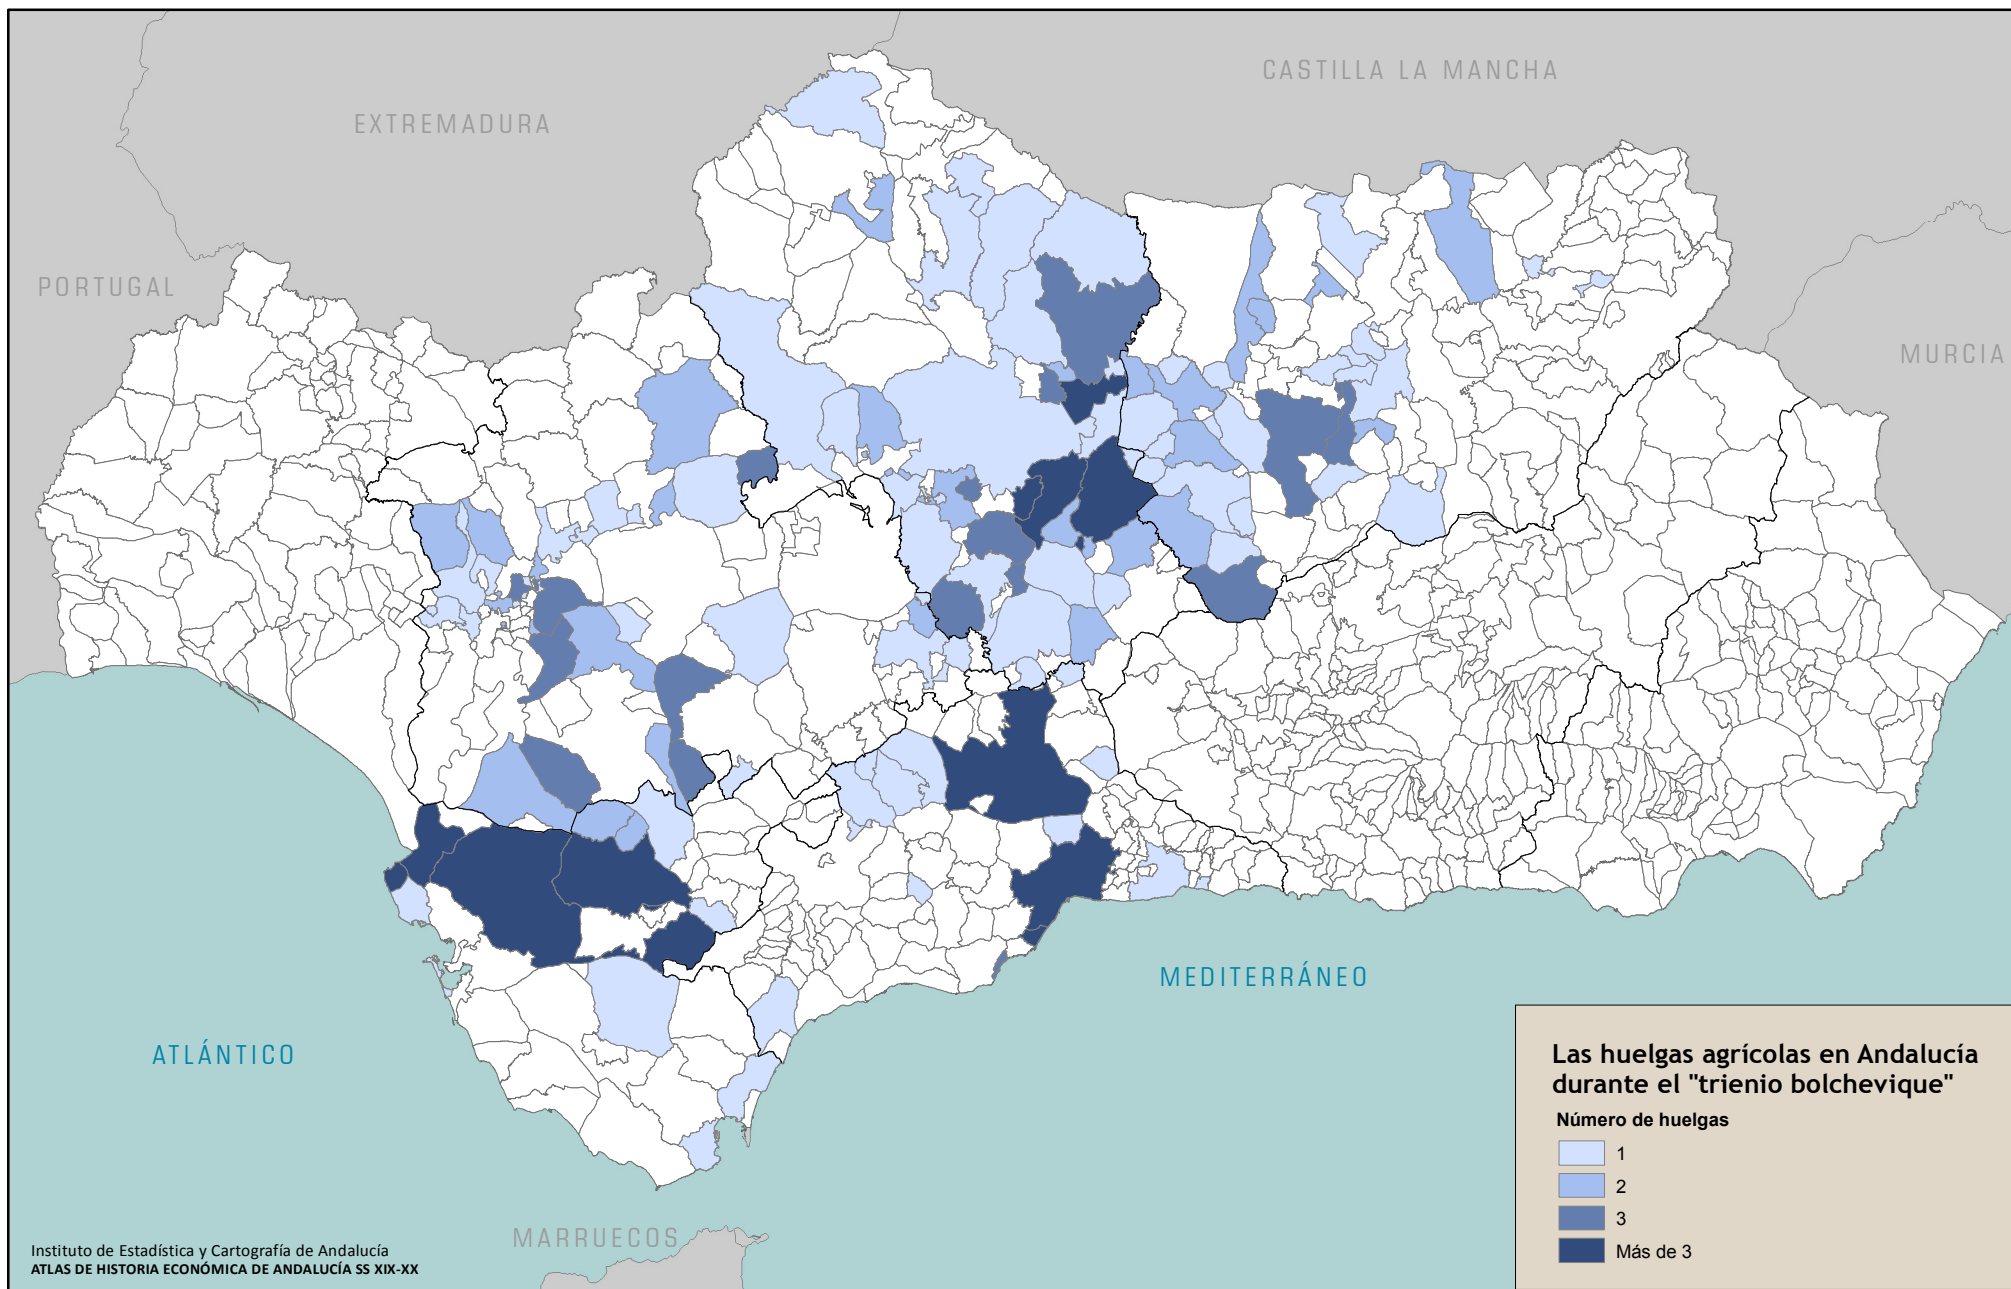 CASTILLA LA MANCHA
EXTREMADURA
PORTUGAL
MURCIA
MEDITERRÁNEO
ATLÁNTICO
MARRUECOS
Las huelgas agrícolas en Andalucía
durante el "trienio bolchevique"
Número de huelgas
1
2
3
Más de 3
Instituto de Estadística y Cartografía de Andalucía
ATLAS DE HISTORIA ECONÓMICA DE ANDALUCÍA SS XIX-XX